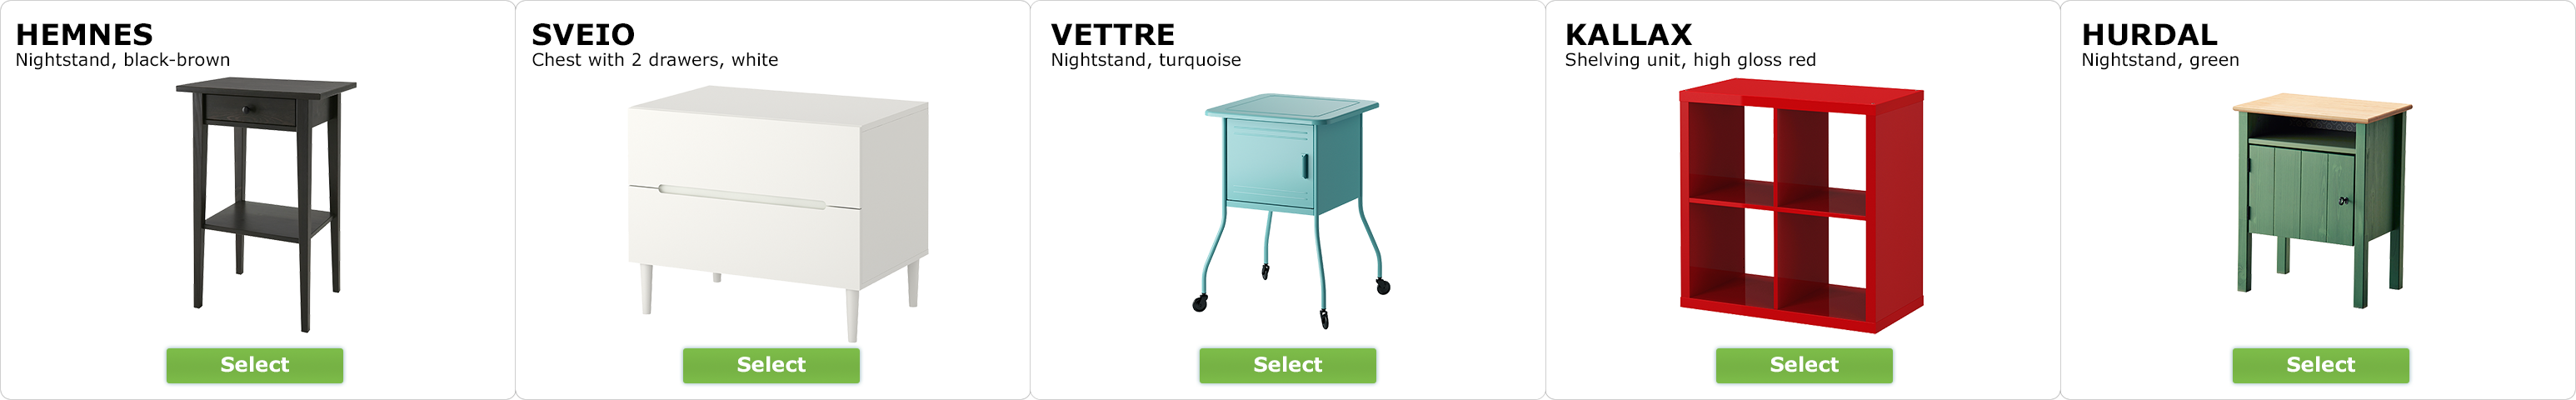 HEMNES
Nightstand, black-brown
Select
SVEIO
Chest with 2 drawers, white
Select
VETTRE
Nightstand, turquoise
Select
KALLAX
Shelving unit, high gloss red
Select
HURDAL
Nightstand, green
Select